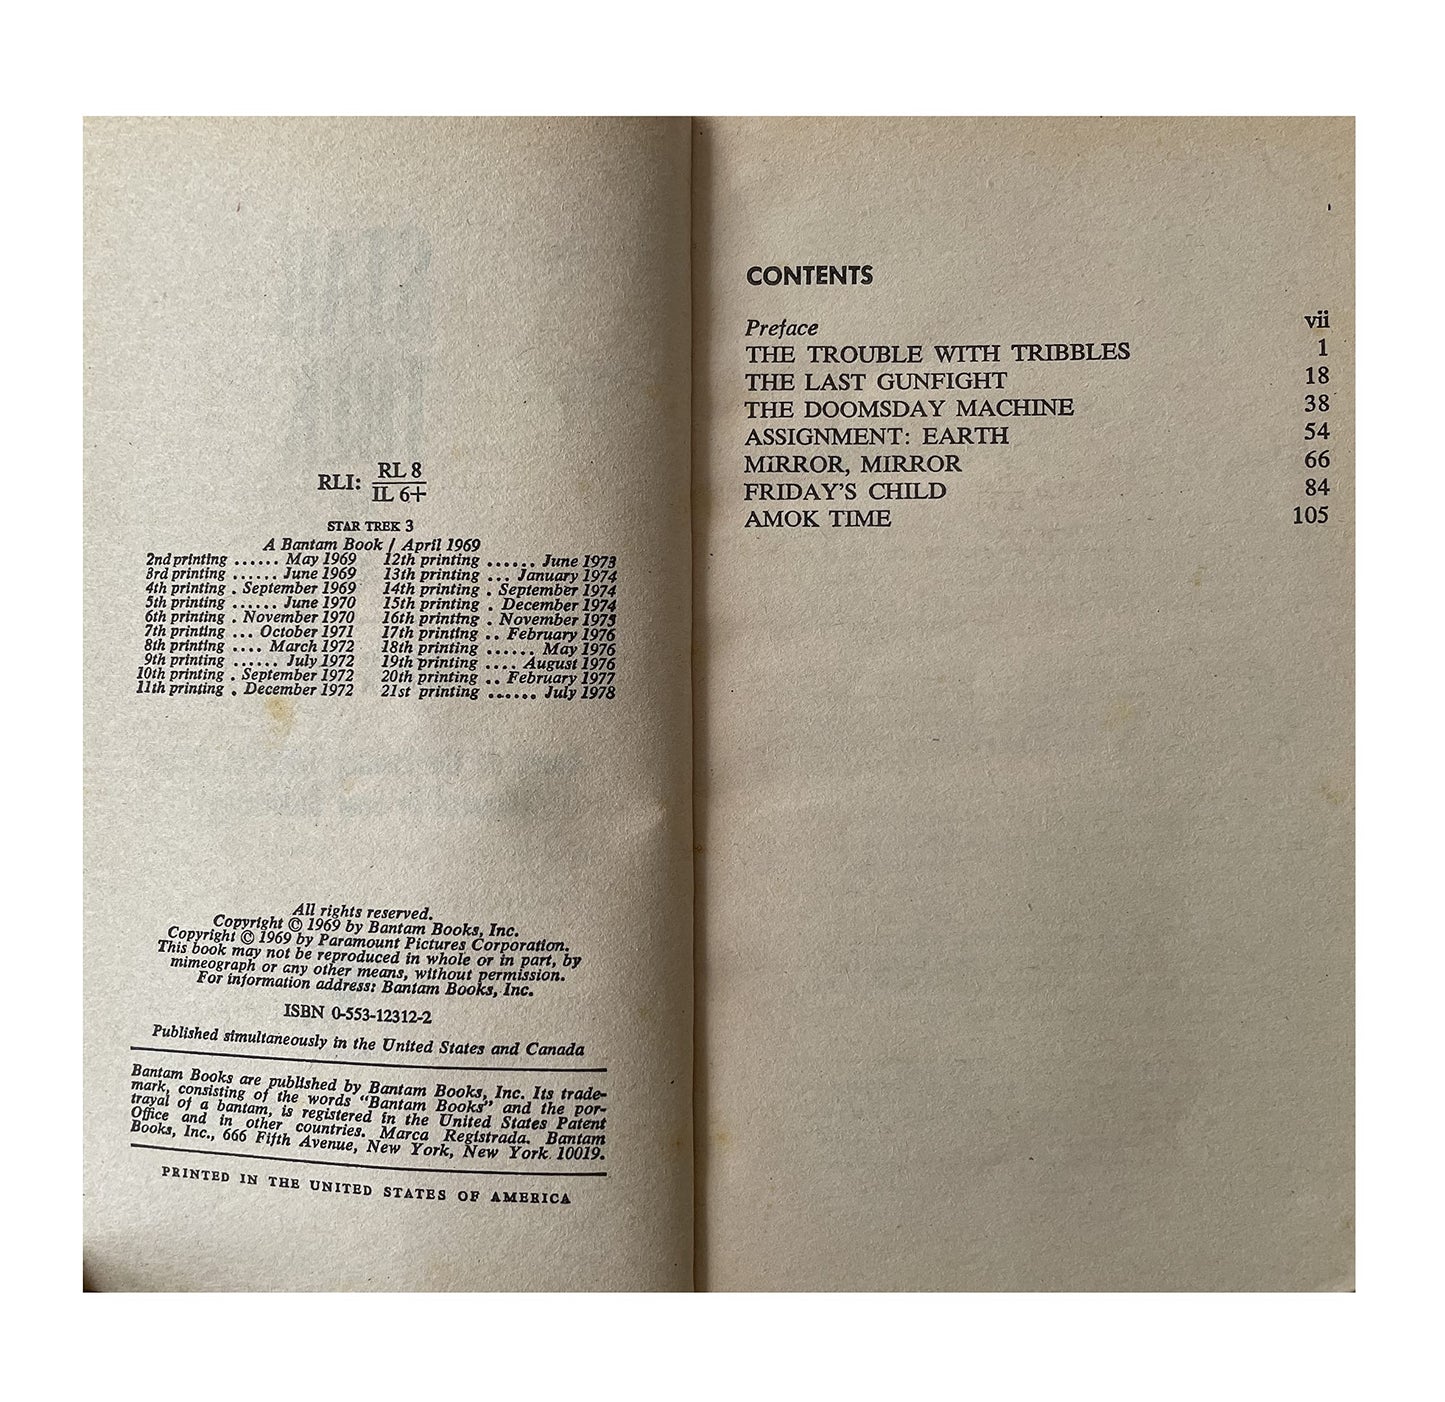 RLI: RL 8
IL 6+
STAR TREK 3
A Bantam Book / April 1969
2nd printing ...... May 1969
3rd printing ...... June 1969
4th printing . September 1969
5th printing ...... June 1970
6th printing . November 1970
7th printing ... October 1971
8th printing .... March 1972
9th printing ...... July 1972
10th printing . September 1972
11th printing . December 1972
12th printing ...... June 1973
13th printing ... January 1974
14th printing . September 1974
15th printing . December 1974
16th printing . November 1975
17th printing .. February 1976
18th printing ...... May 1976
19th printing .... August 1976
20th printing .. February 1977
21st printing ...... July 1978
All rights reserved.
Copyright © 1969 by Bantam Books, Inc.
Copyright © 1969 by Paramount Pictures Corporation.
This book may not be reproduced in whole or in part, by
mimeograph or any other means, without permission.
For information address: Bantam Books, Inc.
ISBN 0-553-12312-2
Published simultaneously in the United States and Canada
Bantam Books are published by Bantam Books, Inc. Its trade-
mark, consisting of the words "Bantam Books" and the por-
trayal of a bantam, is registered in the United States Patent
Office and in other countries. Marca Registrada. Bantam
Books, Inc., 666 Fifth Avenue, New York, New York 10019.
PRINTED IN THE UNITED STATES OF AMERICA
CONTENTS
Preface vii
THE TROUBLE WITH TRIBBLES 1
THE LAST GUNFIGHT 18
THE DOOMSDAY MACHINE 38
ASSIGNMENT: EARTH 54
MIRROR, MIRROR 66
FRIDAY'S CHILD 84
AMOK TIME 105